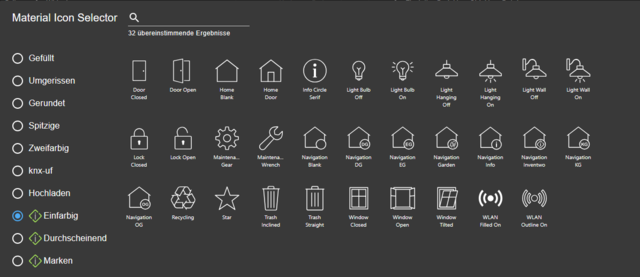 Material Icon Selector
32 übereinstimmende Ergebnisse
Gefüllt
Umgerissen
Gerundet
Spitzige
Zweifarbig
knx-uf
Hochladen
Einfarbig
Durchscheinend
Marken
Door Closed
Door Open
Home Blank
Home Door
Info Circle Serif
Light Bulb Off
Light Bulb On
Light Hanging Off
Light Hanging On
Light Wall Off
Light Wall On
Lock Closed
Lock Open
Maintena... Gear
Maintena... Wrench
Navigation Blank
Navigation DG
Navigation EG
Navigation Garden
Navigation Info
Navigation Inventwo
Navigation KG
Navigation OG
Recycling
Star
Trash Inclined
Trash Straight
Window Closed
Window Open
Window Tilted
WLAN Filled On
WLAN Outline On